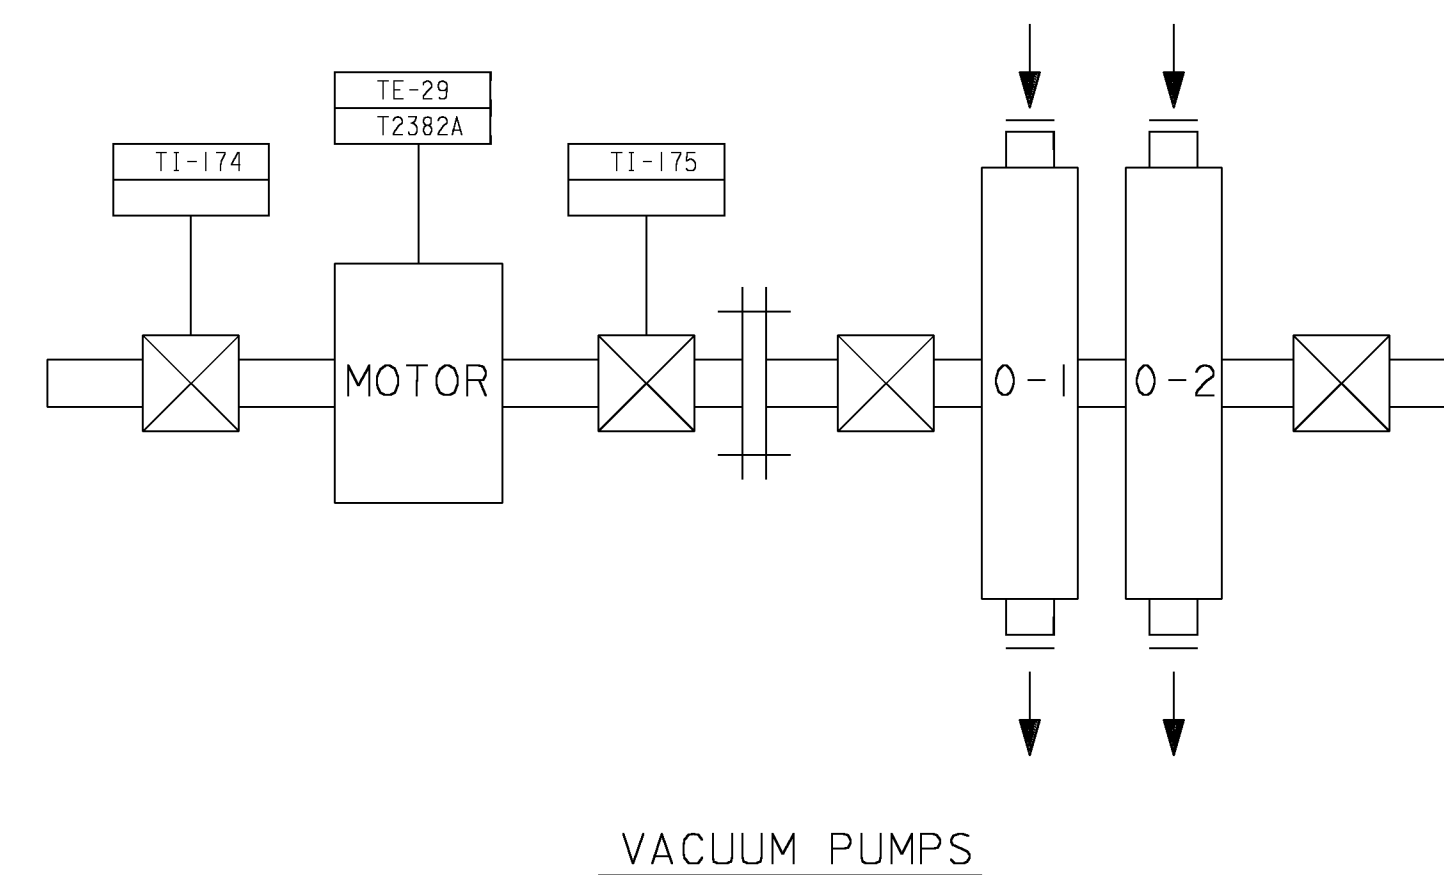 TE-29
T2382A
TI-174
TI-175
MOTOR
0-1
0-2
VACUUM PUMPS